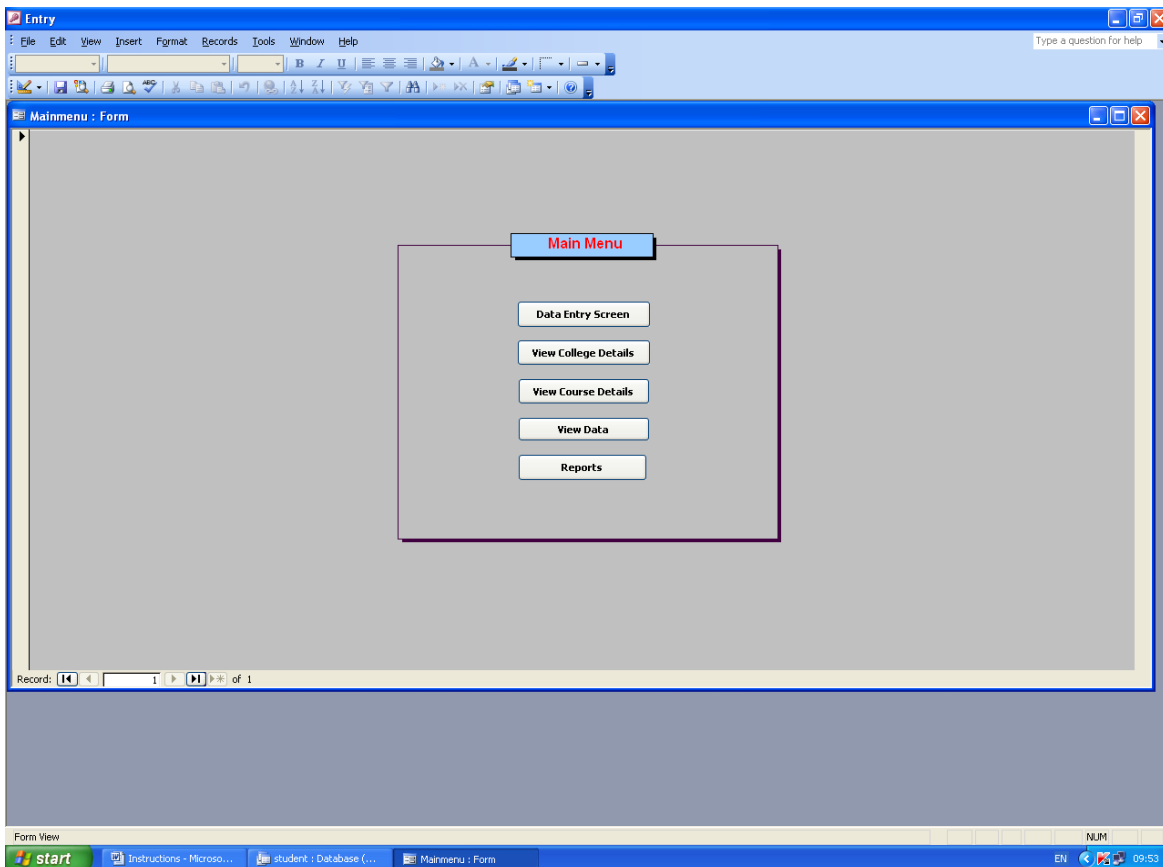 Entry
File Edit View Insert Format Records Tools Window Help
Type a question for help
B I U A
ABC
Mainmenu : Form
Main Menu
Data Entry Screen
View College Details
View Course Details
View Data
Reports
Record: 1 of 1
Form View
NUM
start
Instructions - Microso...
student : Database (...
Mainmenu : Form
EN
09:53